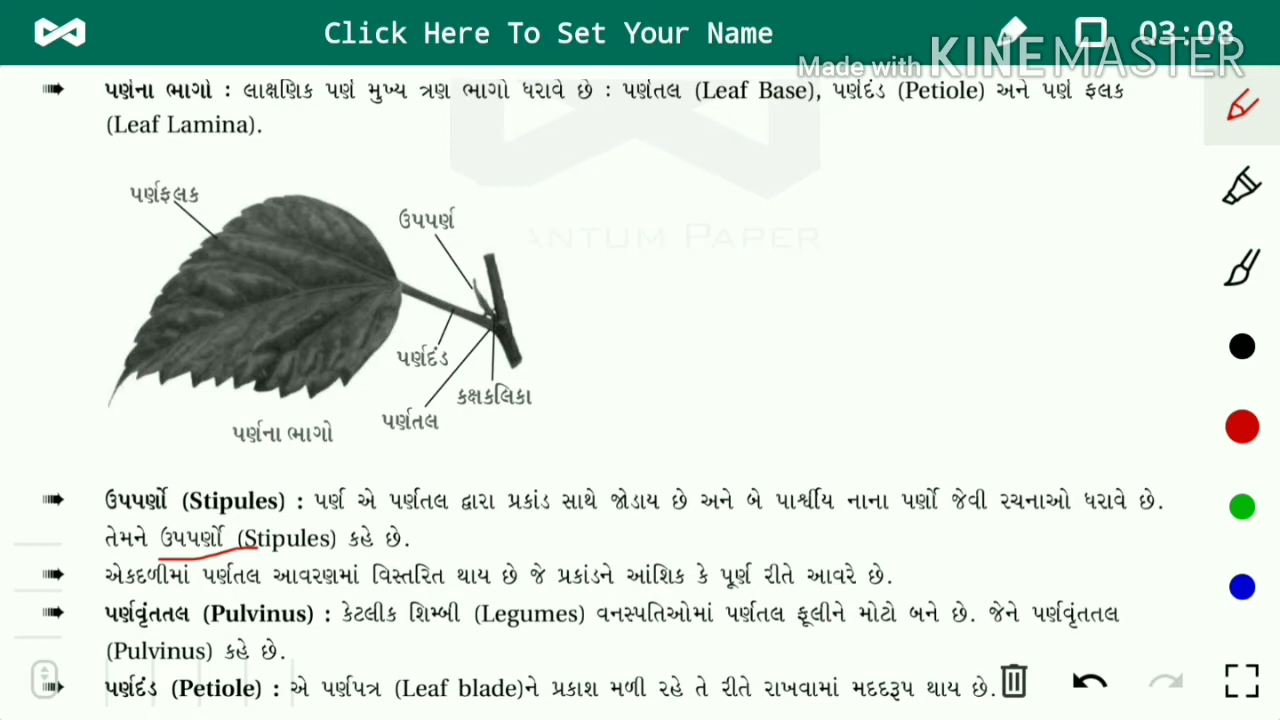 Click Here To Set Your Name
03:08
Made with KINEMASTER
પર્ણના ભાગો : લાક્ષણિક પર્ણ મુખ્ય ત્રણ ભાગો ધરાવે છે : પર્ણતલ (Leaf Base), પર્ણદંડ (Petiole) અને પર્ણ ફલક
(Leaf Lamina).
ANTUM PAPER
પર્ણફલક
ઉપપર્ણ
પર્ણદંડ
કક્ષકલિકા
પર્ણતલ
પર્ણના ભાગો
ઉપપર્ણો (Stipules) : પર્ણ એ પર્ણતલ દ્વારા પ્રકાંડ સાથે જોડાય છે અને બે પાર્શ્વીય નાના પર્ણો જેવી રચનાઓ ધરાવે છે.
તેમને ઉપપર્ણો (Stipules) કહે છે.
એકદળીમાં પર્ણતલ આવરણમાં વિસ્તરિત થાય છે જે પ્રકાંડને આંશિક કે પૂર્ણ રીતે આવરે છે.
પર્ણવૃંતતલ (Pulvinus) : કેટલીક શિમ્બી (Legumes) વનસ્પતિઓમાં પર્ણતલ ફૂલીને મોટો બને છે. જેને પર્ણવૃંતતલ
(Pulvinus) કહે છે.
પર્ણદંડ (Petiole) : એ પર્ણપત્ર (Leaf blade)ને પ્રકાશ મળી રહે તે રીતે રાખવામાં મદદરૂપ થાય છે.